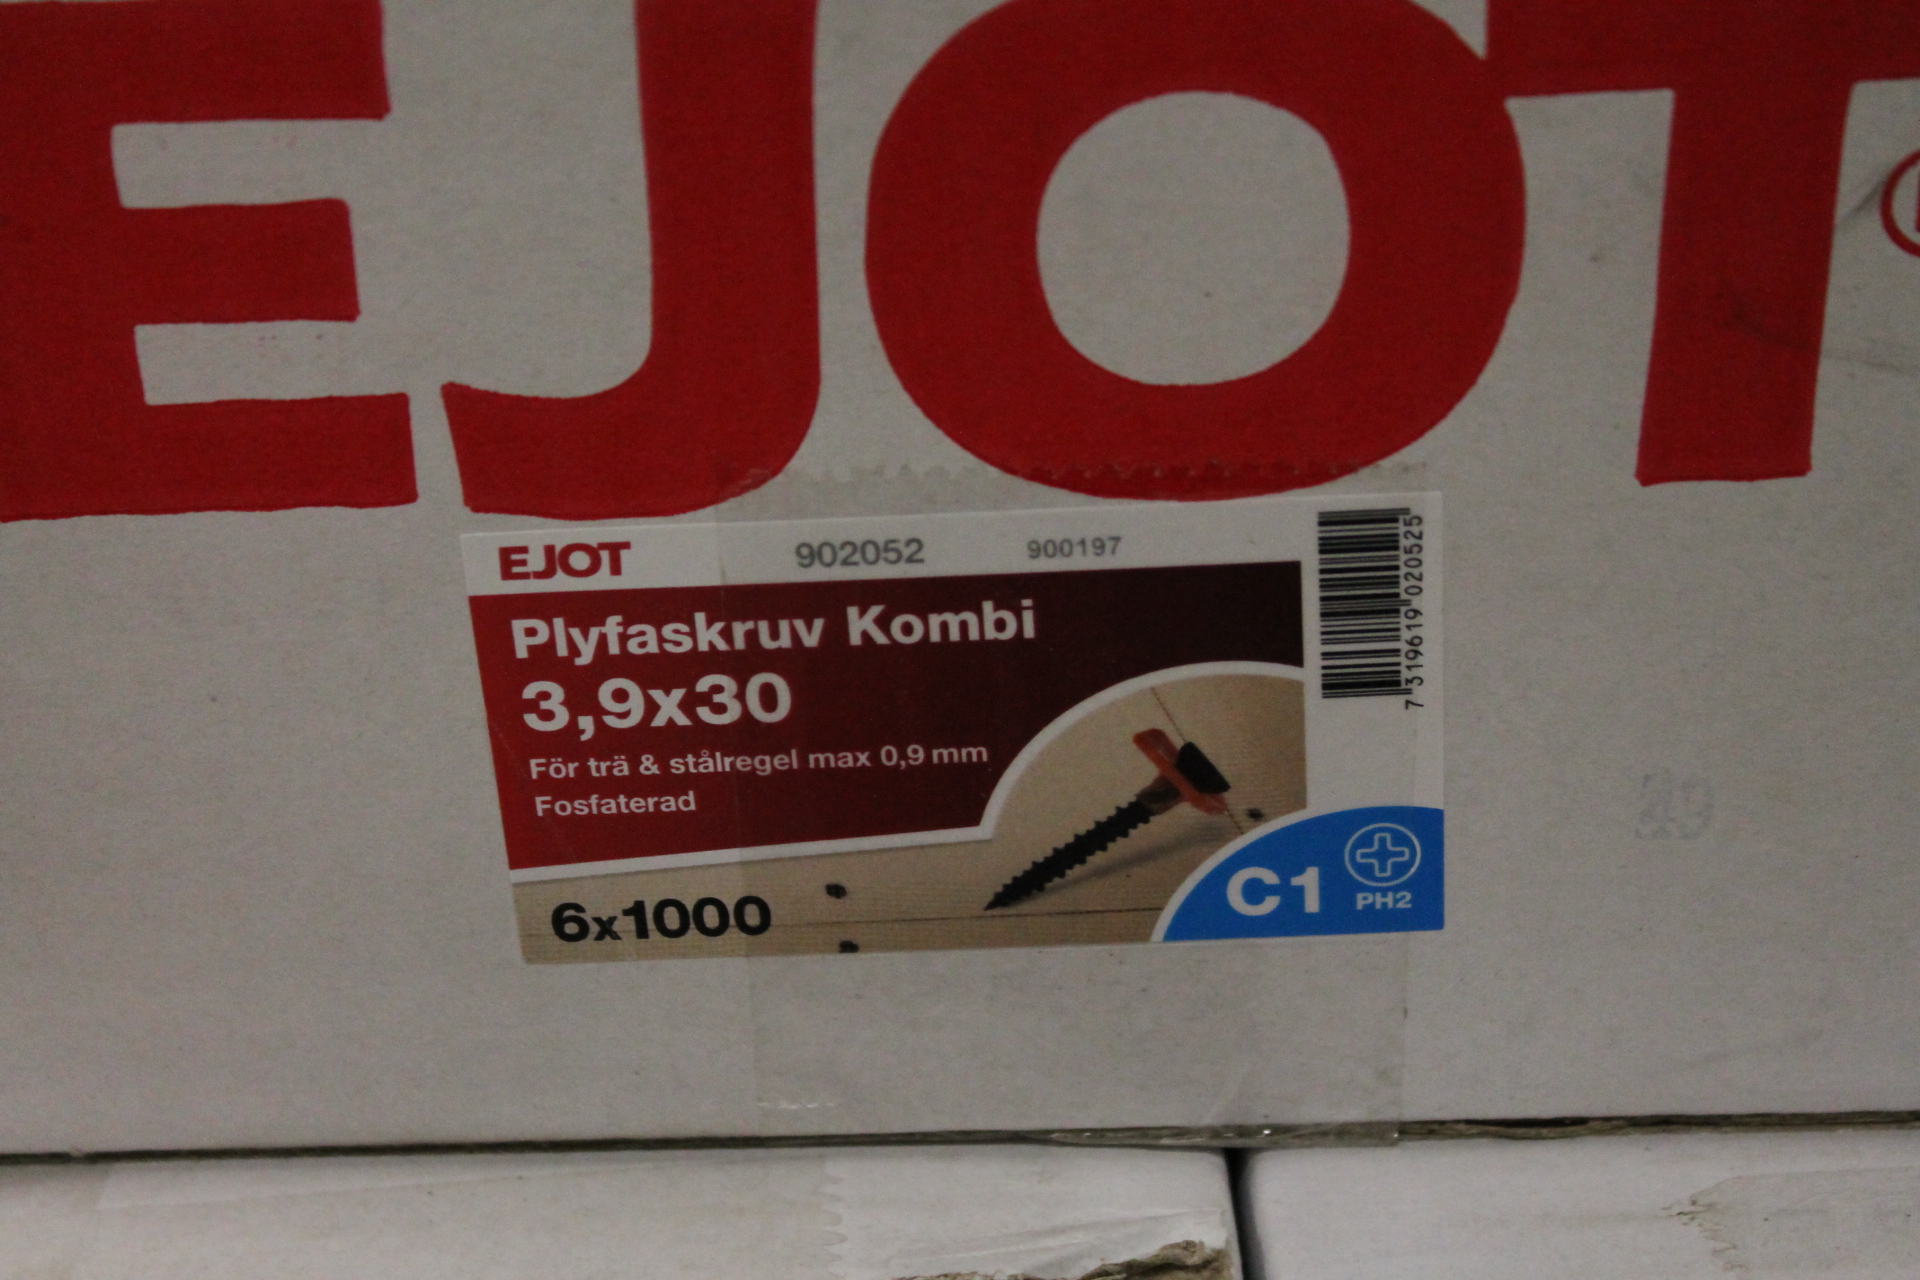 EJOT
EJOT 902052 900197
Plyfaskruv Kombi
3,9x30
För trä & stålregel max 0,9 mm
Fosfaterad
6x1000
C1
PH2
7 319619 020525